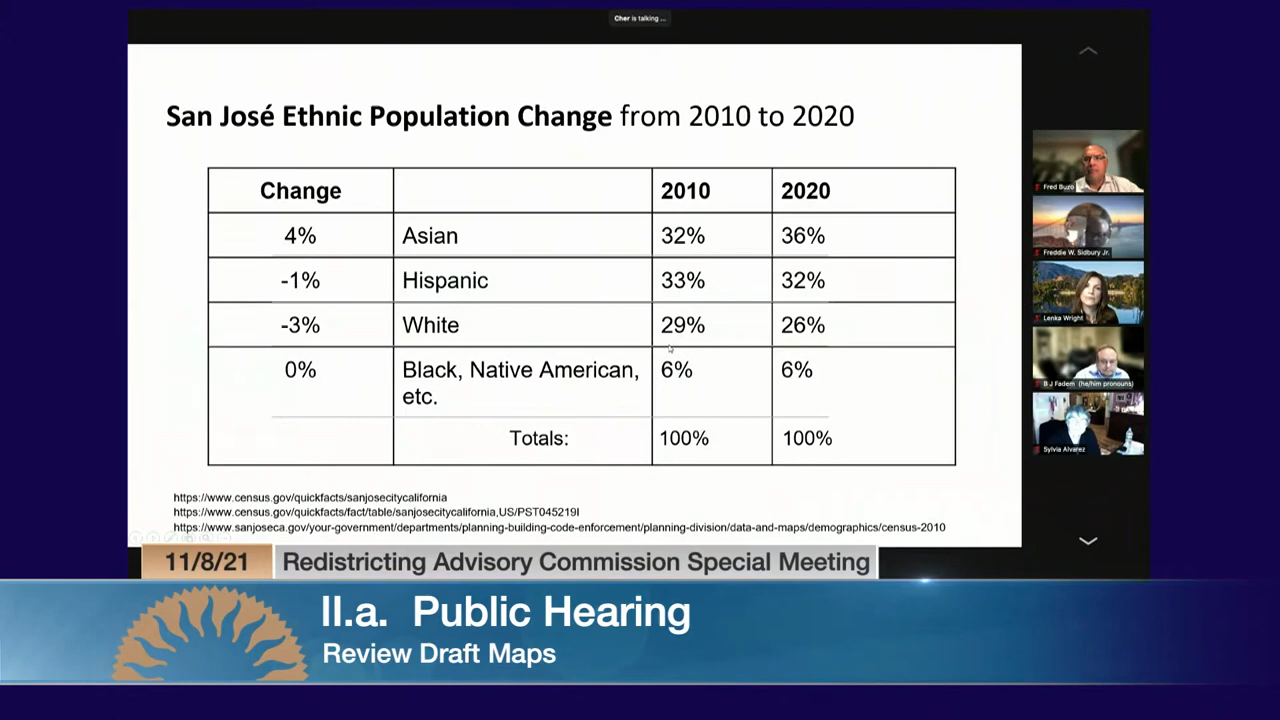 Cher is talking ...
San José Ethnic Population Change from 2010 to 2020
Change 2010 2020
4% Asian 32% 36%
-1% Hispanic 33% 32%
-3% White 29% 26%
0% Black, Native American, 6% 6%
etc.
Totals: 100% 100%
https://www.census.gov/quickfacts/sanjosecitycalifornia
https://www.census.gov/quickfacts/fact/table/sanjosecitycalifornia,US/PST045219I
https://www.sanjoseca.gov/your-government/departments/planning-building-code-enforcement/planning-division/data-and-maps/demographics/census-2010
Fred Buzo
Freddie W. Sidbury Jr.
Lenka Wright
B J Fadem (he/him pronouns)
Sylvia Alvarez
11/8/21 Redistricting Advisory Commission Special Meeting
II.a. Public Hearing
Review Draft Maps